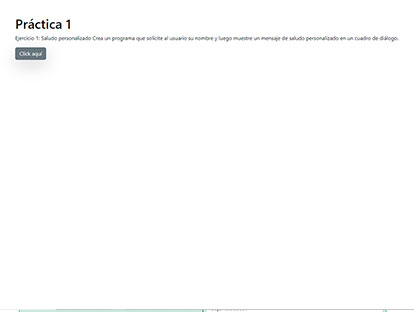 Práctica 1
Ejercicio 1: Saludo personalizado Crea un programa que solicite al usuario su nombre y luego muestre un mensaje de saludo personalizado en un cuadro de diálogo.
Click aquí